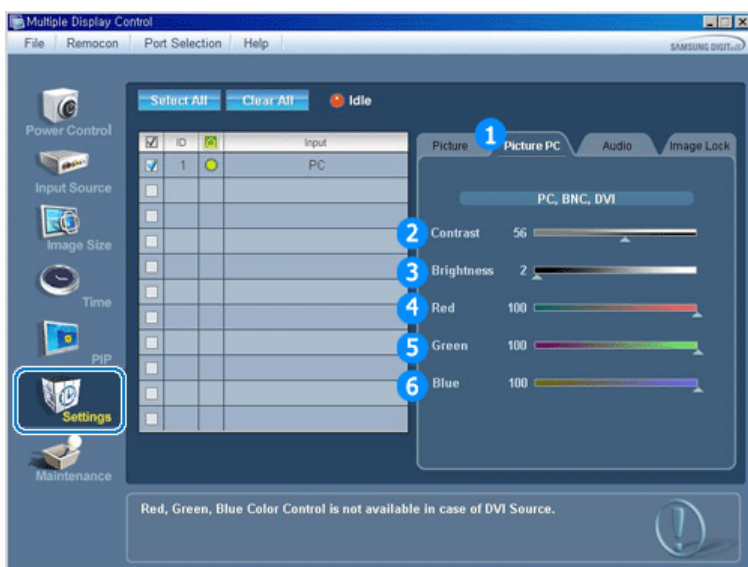 Multiple Display Control
File Remocon Port Selection Help
SAMSUNG DIGITall
Select All Clear All Idle
Power Control
Input Source
Image Size
Time
PIP
Settings
Maintenance
ID Input
1 PC
1
Picture Picture PC Audio Image Lock
PC, BNC, DVI
2 Contrast 56
3 Brightness 2
4 Red 100
5 Green 100
6 Blue 100
Red, Green, Blue Color Control is not available in case of DVI Source.